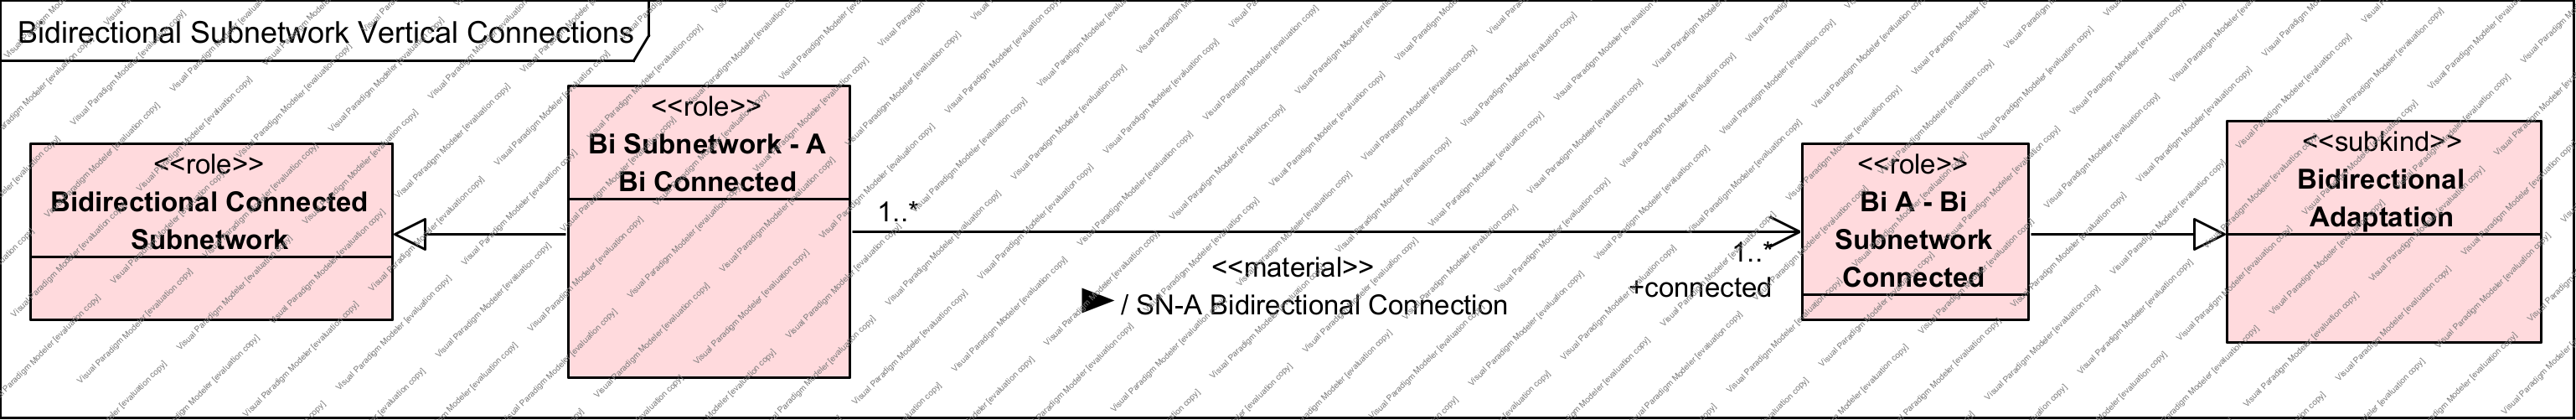 Bidirectional Subnetwork Vertical Connections
<<role>>
Bidirectional Connected
Subnetwork
<<role>>
Bi Subnetwork - A
Bi Connected
1..*
<<material>>
/ SN-A Bidirectional Connection
1..*
+connected
<<role>>
Bi A - Bi
Subnetwork
Connected
<<subkind>>
Bidirectional
Adaptation
Visual Paradigm Modeler [evaluation copy]